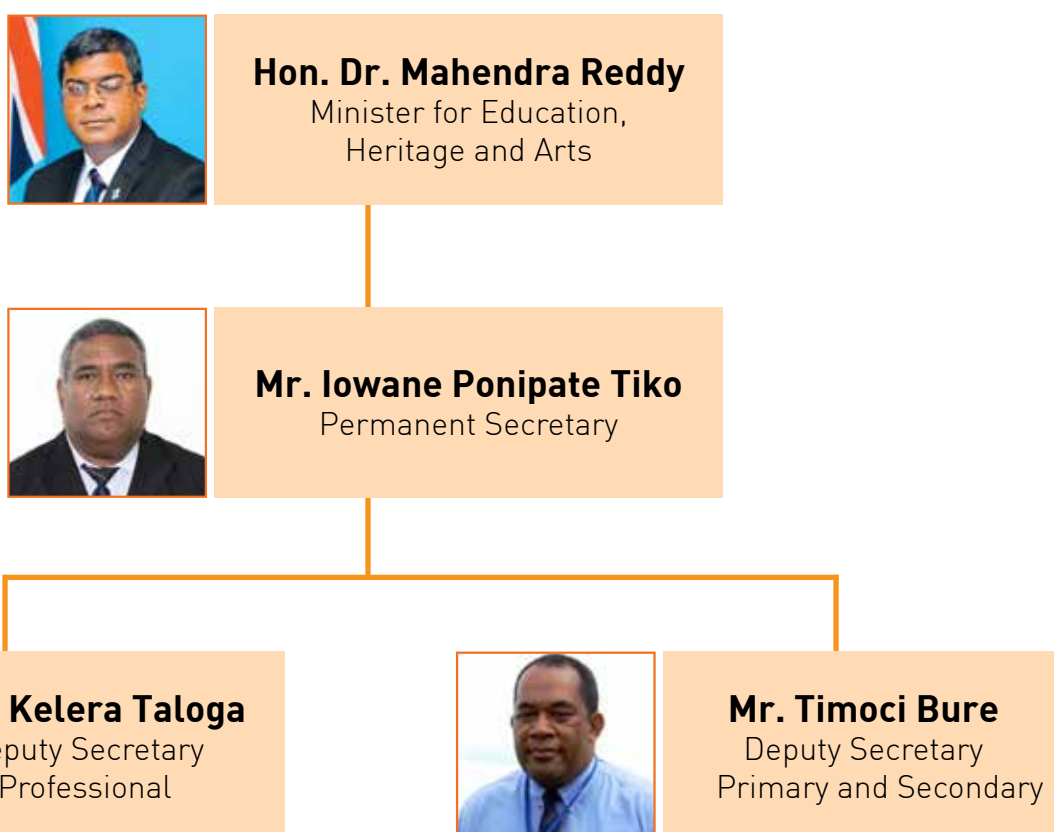 Hon. Dr. Mahendra Reddy
Minister for Education,
Heritage and Arts
Mr. Iowane Ponipate Tiko
Permanent Secretary
Kelera Taloga
Secretary
Professional
Mr. Timoci Bure
Deputy Secretary
Primary and Secondary